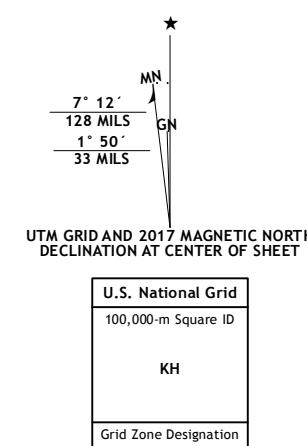 ★
MN
7° 12´
128 MILS
GN
1° 50´
33 MILS
UTM GRID AND 2017 MAGNETIC NORTH
DECLINATION AT CENTER OF SHEET
U.S. National Grid
100,000-m Square ID
KH
Grid Zone Designation